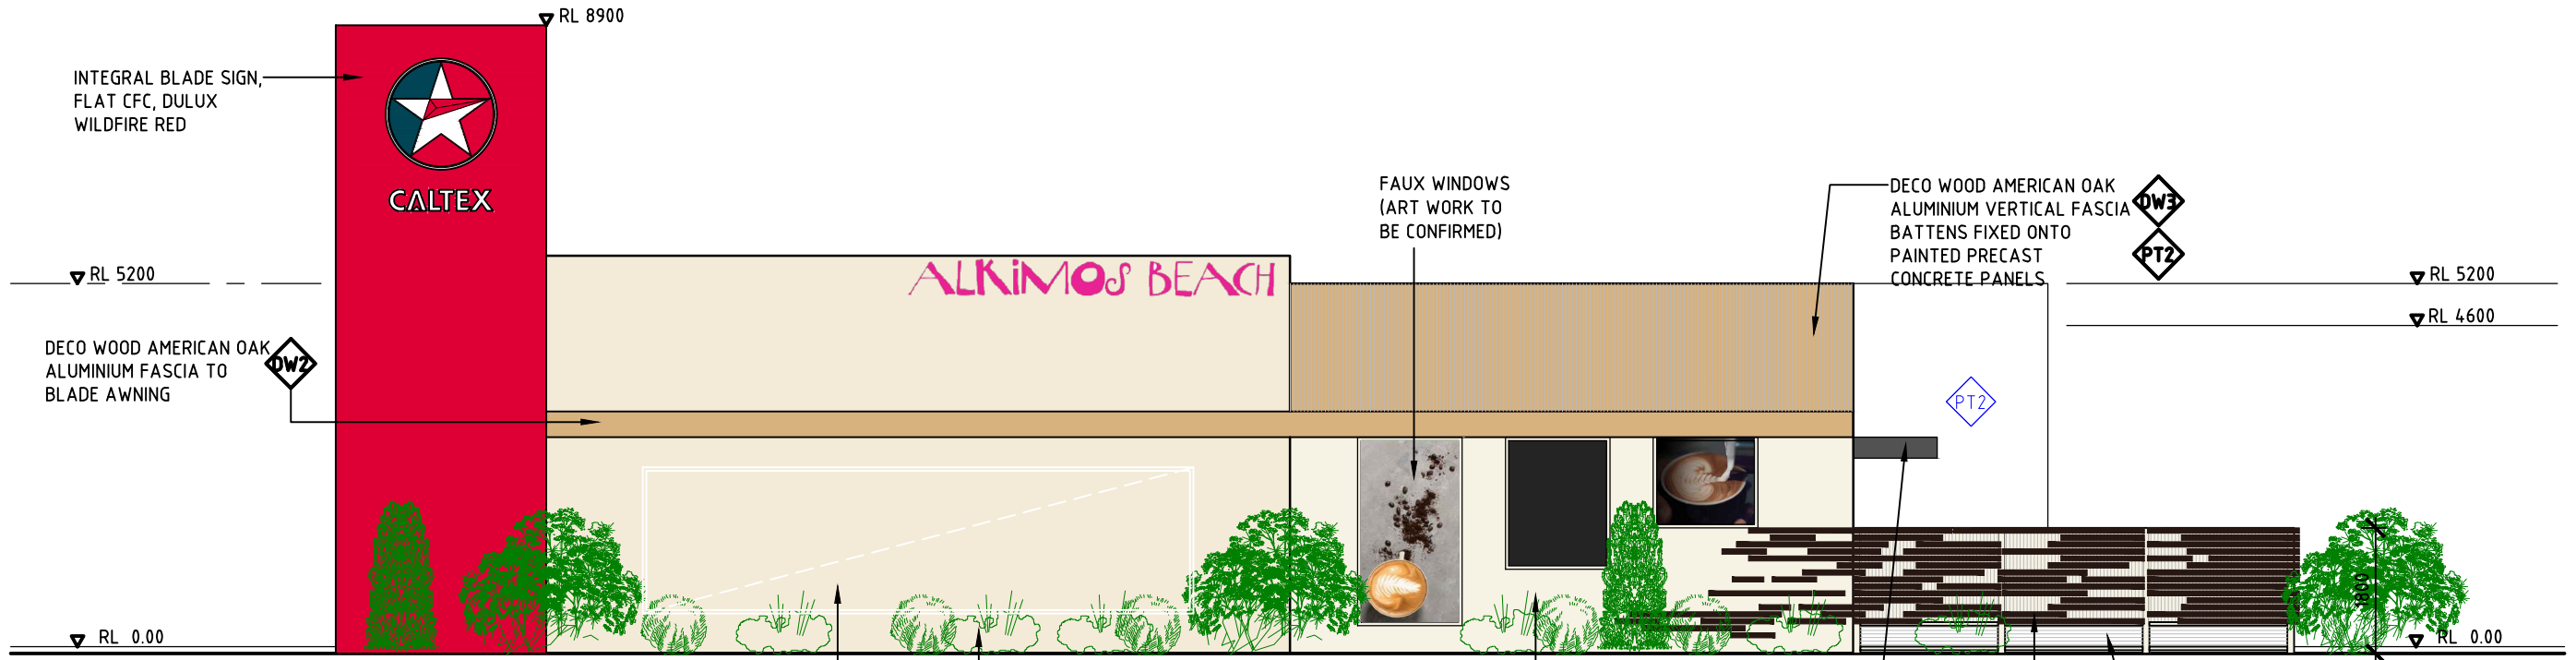 RL 8900
INTEGRAL BLADE SIGN,
FLAT CFC, DULUX
WILDFIRE RED
CALTEX
FAUX WINDOWS
(ART WORK TO
BE CONFIRMED)
DECO WOOD AMERICAN OAK
ALUMINIUM VERTICAL FASCIA
BATTENS FIXED ONTO
PAINTED PRECAST
CONCRETE PANELS
DW3
PT2
RL 5200
ALKiMOS BEACH
RL 5200
RL 4600
DECO WOOD AMERICAN OAK
ALUMINIUM FASCIA TO
BLADE AWNING
DW2
PT2
1800
RL 0.00
RL 0.00